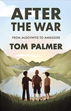 AFTER THE
WAR
FROM AUSCHWITZ TO AMBLESIDE
TOM PALMER